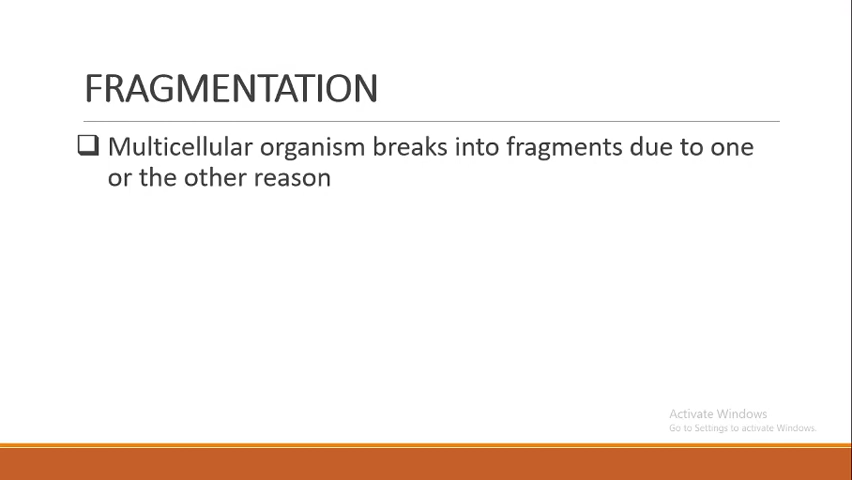 FRAGMENTATION
❑ Multicellular organism breaks into fragments due to one
or the other reason
Activate Windows
Go to Settings to activate Windows.